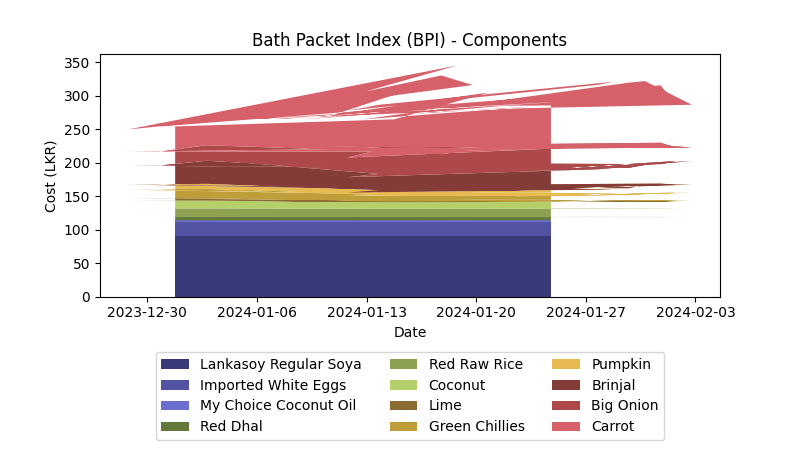 Bath Packet Index (BPI) - Components
350
300
250
200
150
100
50
0
Cost (LKR)
2023-12-30 2024-01-06 2024-01-13 2024-01-20 2024-01-27 2024-02-03
Date
Lankasoy Regular Soya Red Raw Rice Pumpkin
Imported White Eggs Coconut Brinjal
My Choice Coconut Oil Lime Big Onion
Red Dhal Green Chillies Carrot